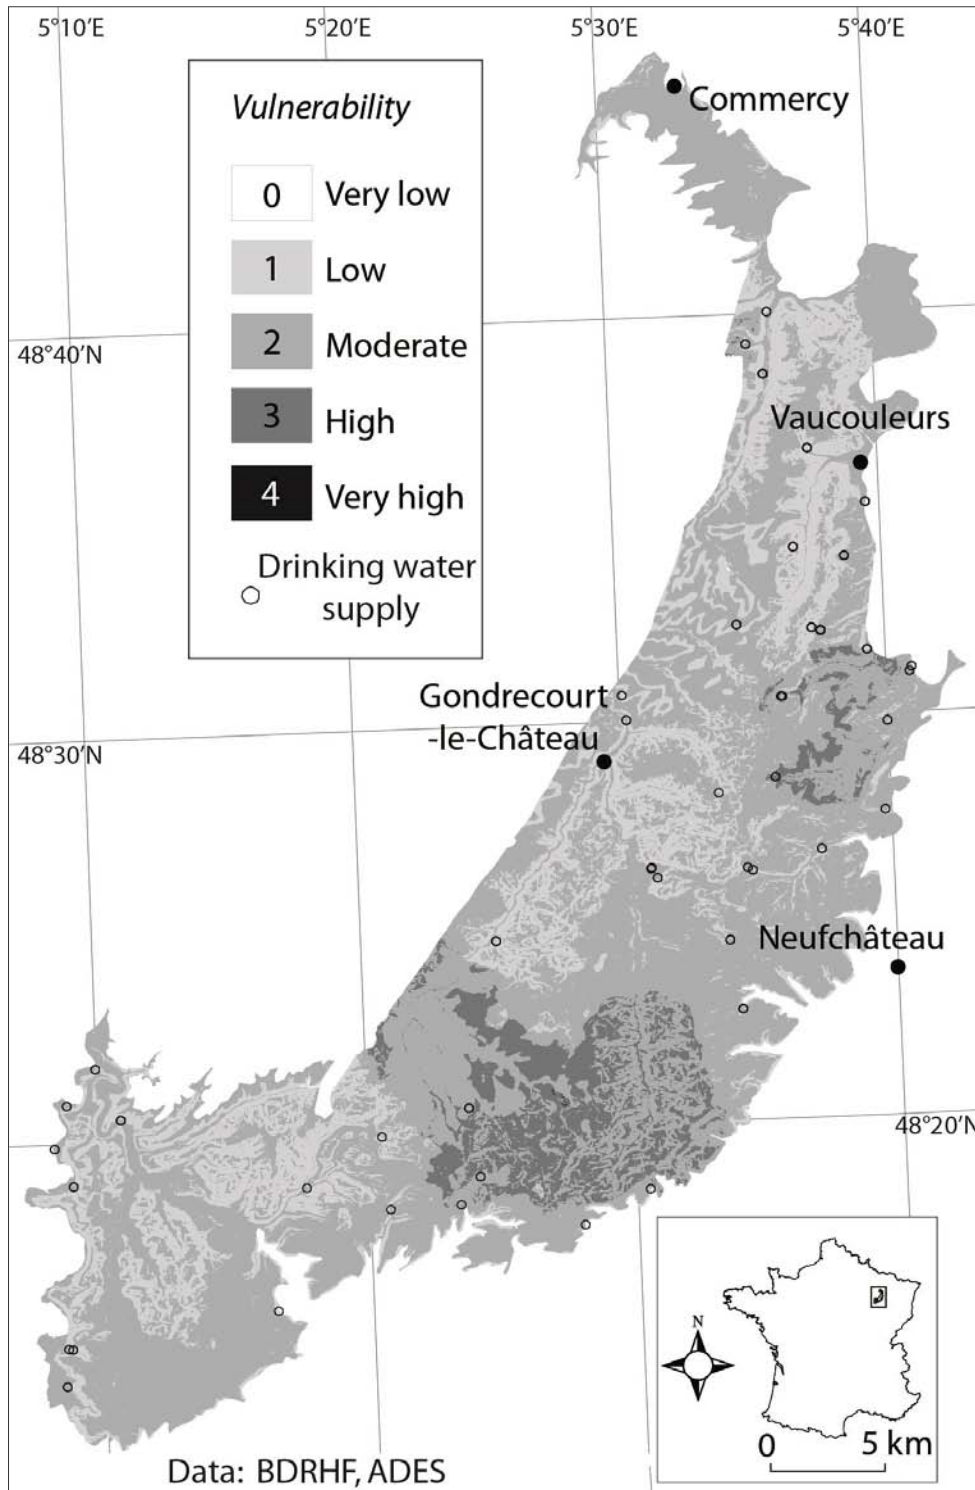 5°10′E 5°20′E 5°30′E 5°40′E
Vulnerability
0 Very low
1 Low
2 Moderate
3 High
4 Very high
Drinking water
supply
Commercy
48°40′N
Vaucouleurs
Gondrecourt
-le-Château
48°30′N
Neufchâteau
48°20′N
N
0 5 km
Data: BDRHF, ADES